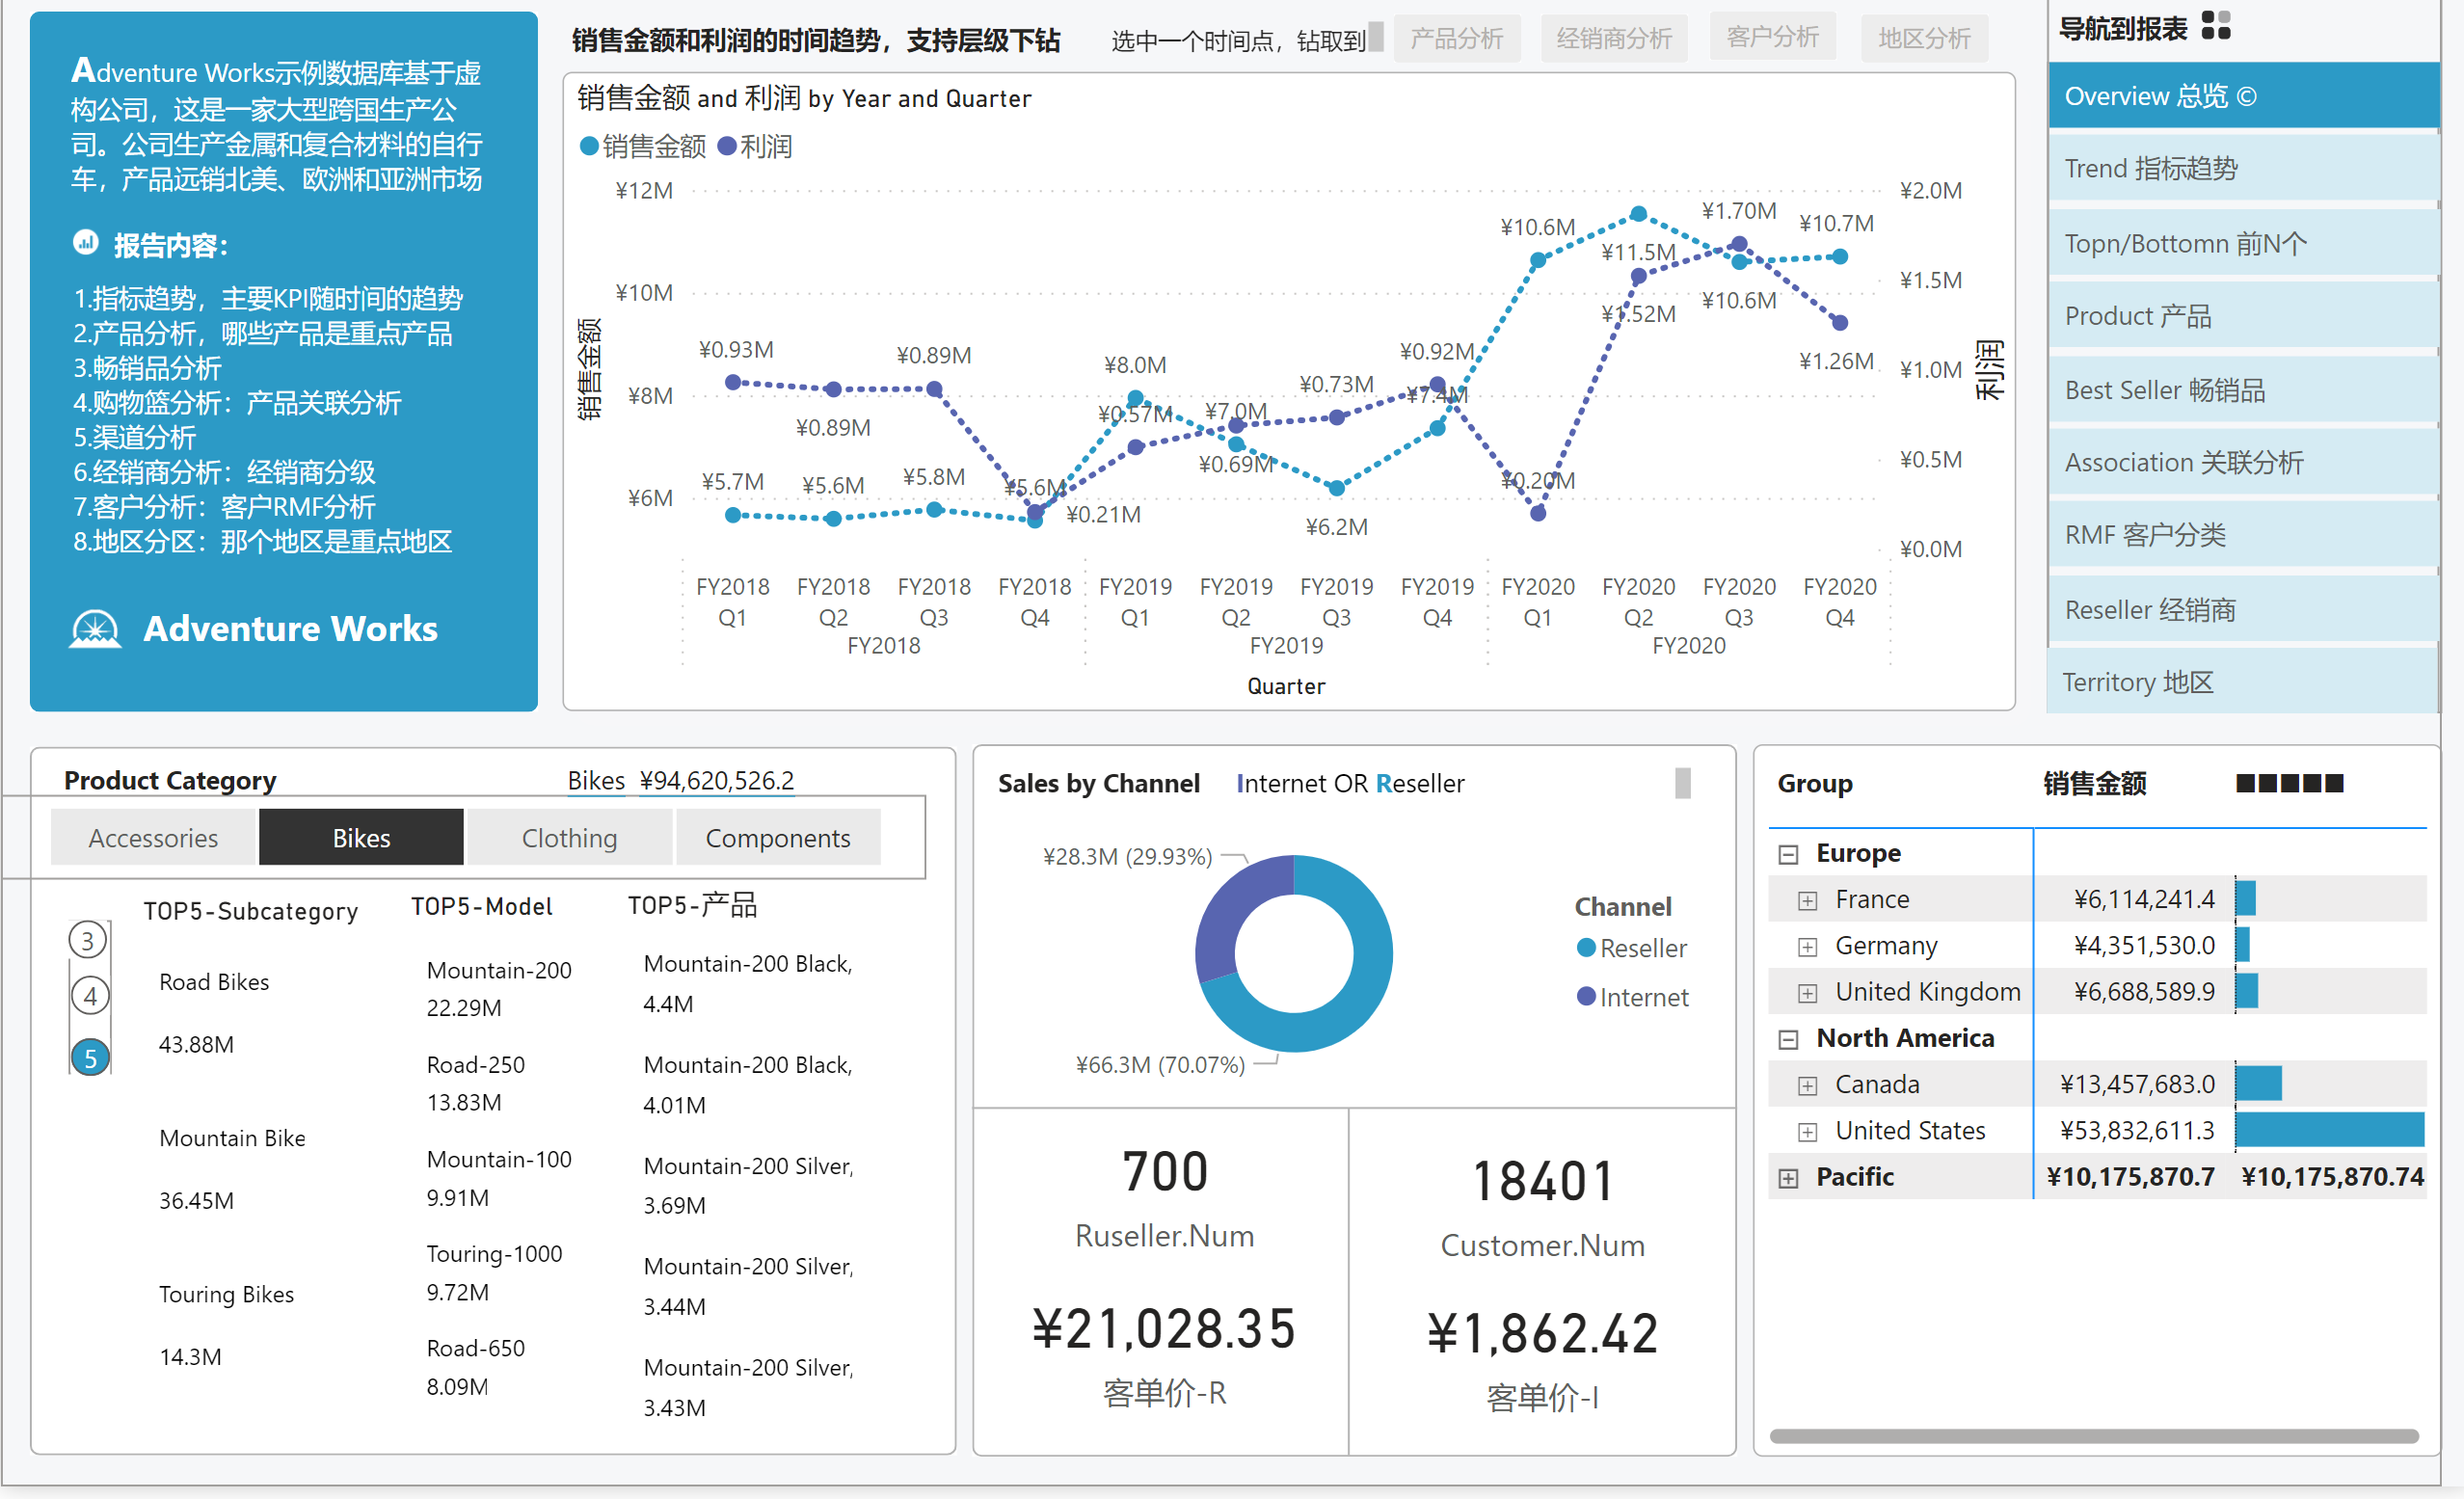 Adventure Works示例数据库基于虚
构公司，这是一家大型跨国生产公
司。公司生产金属和复合材料的自行
车，产品远销北美、欧洲和亚洲市场
报告内容：
1.指标趋势，主要KPI随时间的趋势
2.产品分析，哪些产品是重点产品
3.畅销品分析
4.购物篮分析：产品关联分析
5.渠道分析
6.经销商分析：经销商分级
7.客户分析：客户RMF分析
8.地区分区：那个地区是重点地区
Adventure Works
销售金额和利润的时间趋势，支持层级下钻
选中一个时间点，钻取到
产品分析
经销商分析
客户分析
地区分析
销售金额 and 利润 by Year and Quarter
销售金额 利润
¥12M
¥10M
¥8M
¥6M
销售金额
¥0.93M
¥0.89M
¥0.89M
¥0.21M
¥0.57M
¥0.69M
¥0.73M
¥0.92M
¥0.20M
¥1.52M
¥1.70M
¥1.26M
¥5.7M
¥5.6M
¥5.8M
¥5.6M
¥8.0M
¥7.0M
¥6.2M
¥7.4M
¥10.6M
¥11.5M
¥10.6M
¥10.7M
¥2.0M
¥1.5M
¥1.0M
¥0.5M
¥0.0M
利润
FY2018 FY2018 FY2018 FY2018 FY2019 FY2019 FY2019 FY2019 FY2020 FY2020 FY2020 FY2020
Q1 Q2 Q3 Q4 Q1 Q2 Q3 Q4 Q1 Q2 Q3 Q4
FY2018 FY2019 FY2020
Quarter
导航到报表
Overview 总览 ©
Trend 指标趋势
Topn/Bottomn 前N个
Product 产品
Best Seller 畅销品
Association 关联分析
RMF 客户分类
Reseller 经销商
Territory 地区
Product Category
Bikes ¥94,620,526.2
Accessories Bikes Clothing Components
3
4
5
TOP5-Subcategory
Road Bikes
43.88M
Mountain Bike
36.45M
Touring Bikes
14.3M
TOP5-Model
Mountain-200
22.29M
Road-250
13.83M
Mountain-100
9.91M
Touring-1000
9.72M
Road-650
8.09M
TOP5-产品
Mountain-200 Black,
4.4M
Mountain-200 Black,
4.01M
Mountain-200 Silver,
3.69M
Mountain-200 Silver,
3.44M
Mountain-200 Silver,
3.43M
Sales by Channel Internet OR Reseller
¥28.3M (29.93%)
¥66.3M (70.07%)
Channel
Reseller
Internet
700
Ruseller.Num
¥21,028.35
客单价-R
18401
Customer.Num
¥1,862.42
客单价-I
Group 销售金额
Europe
France ¥6,114,241.4
Germany ¥4,351,530.0
United Kingdom ¥6,688,589.9
North America
Canada ¥13,457,683.0
United States ¥53,832,611.3
Pacific ¥10,175,870.7 ¥10,175,870.74